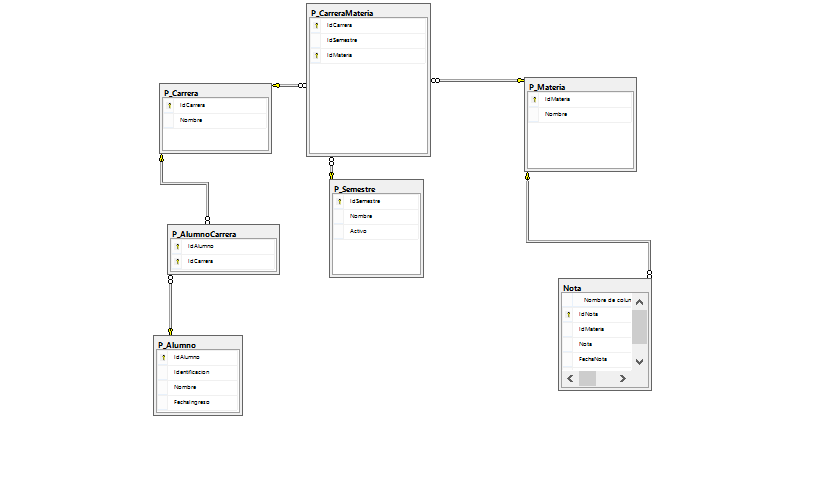 P_CarreraMateria
IdCarrera
IdSemestre
IdMateria
P_Carrera
IdCarrera
Nombre
P_Materia
IdMateria
Nombre
P_Semestre
IdSemestre
Nombre
Activo
P_AlumnoCarrera
IdAlumno
IdCarrera
Nota
Nombre de colun
IdNota
IdMateria
Nota
FechaNota
P_Alumno
IdAlumno
Identificacion
Nombre
FechaIngreso